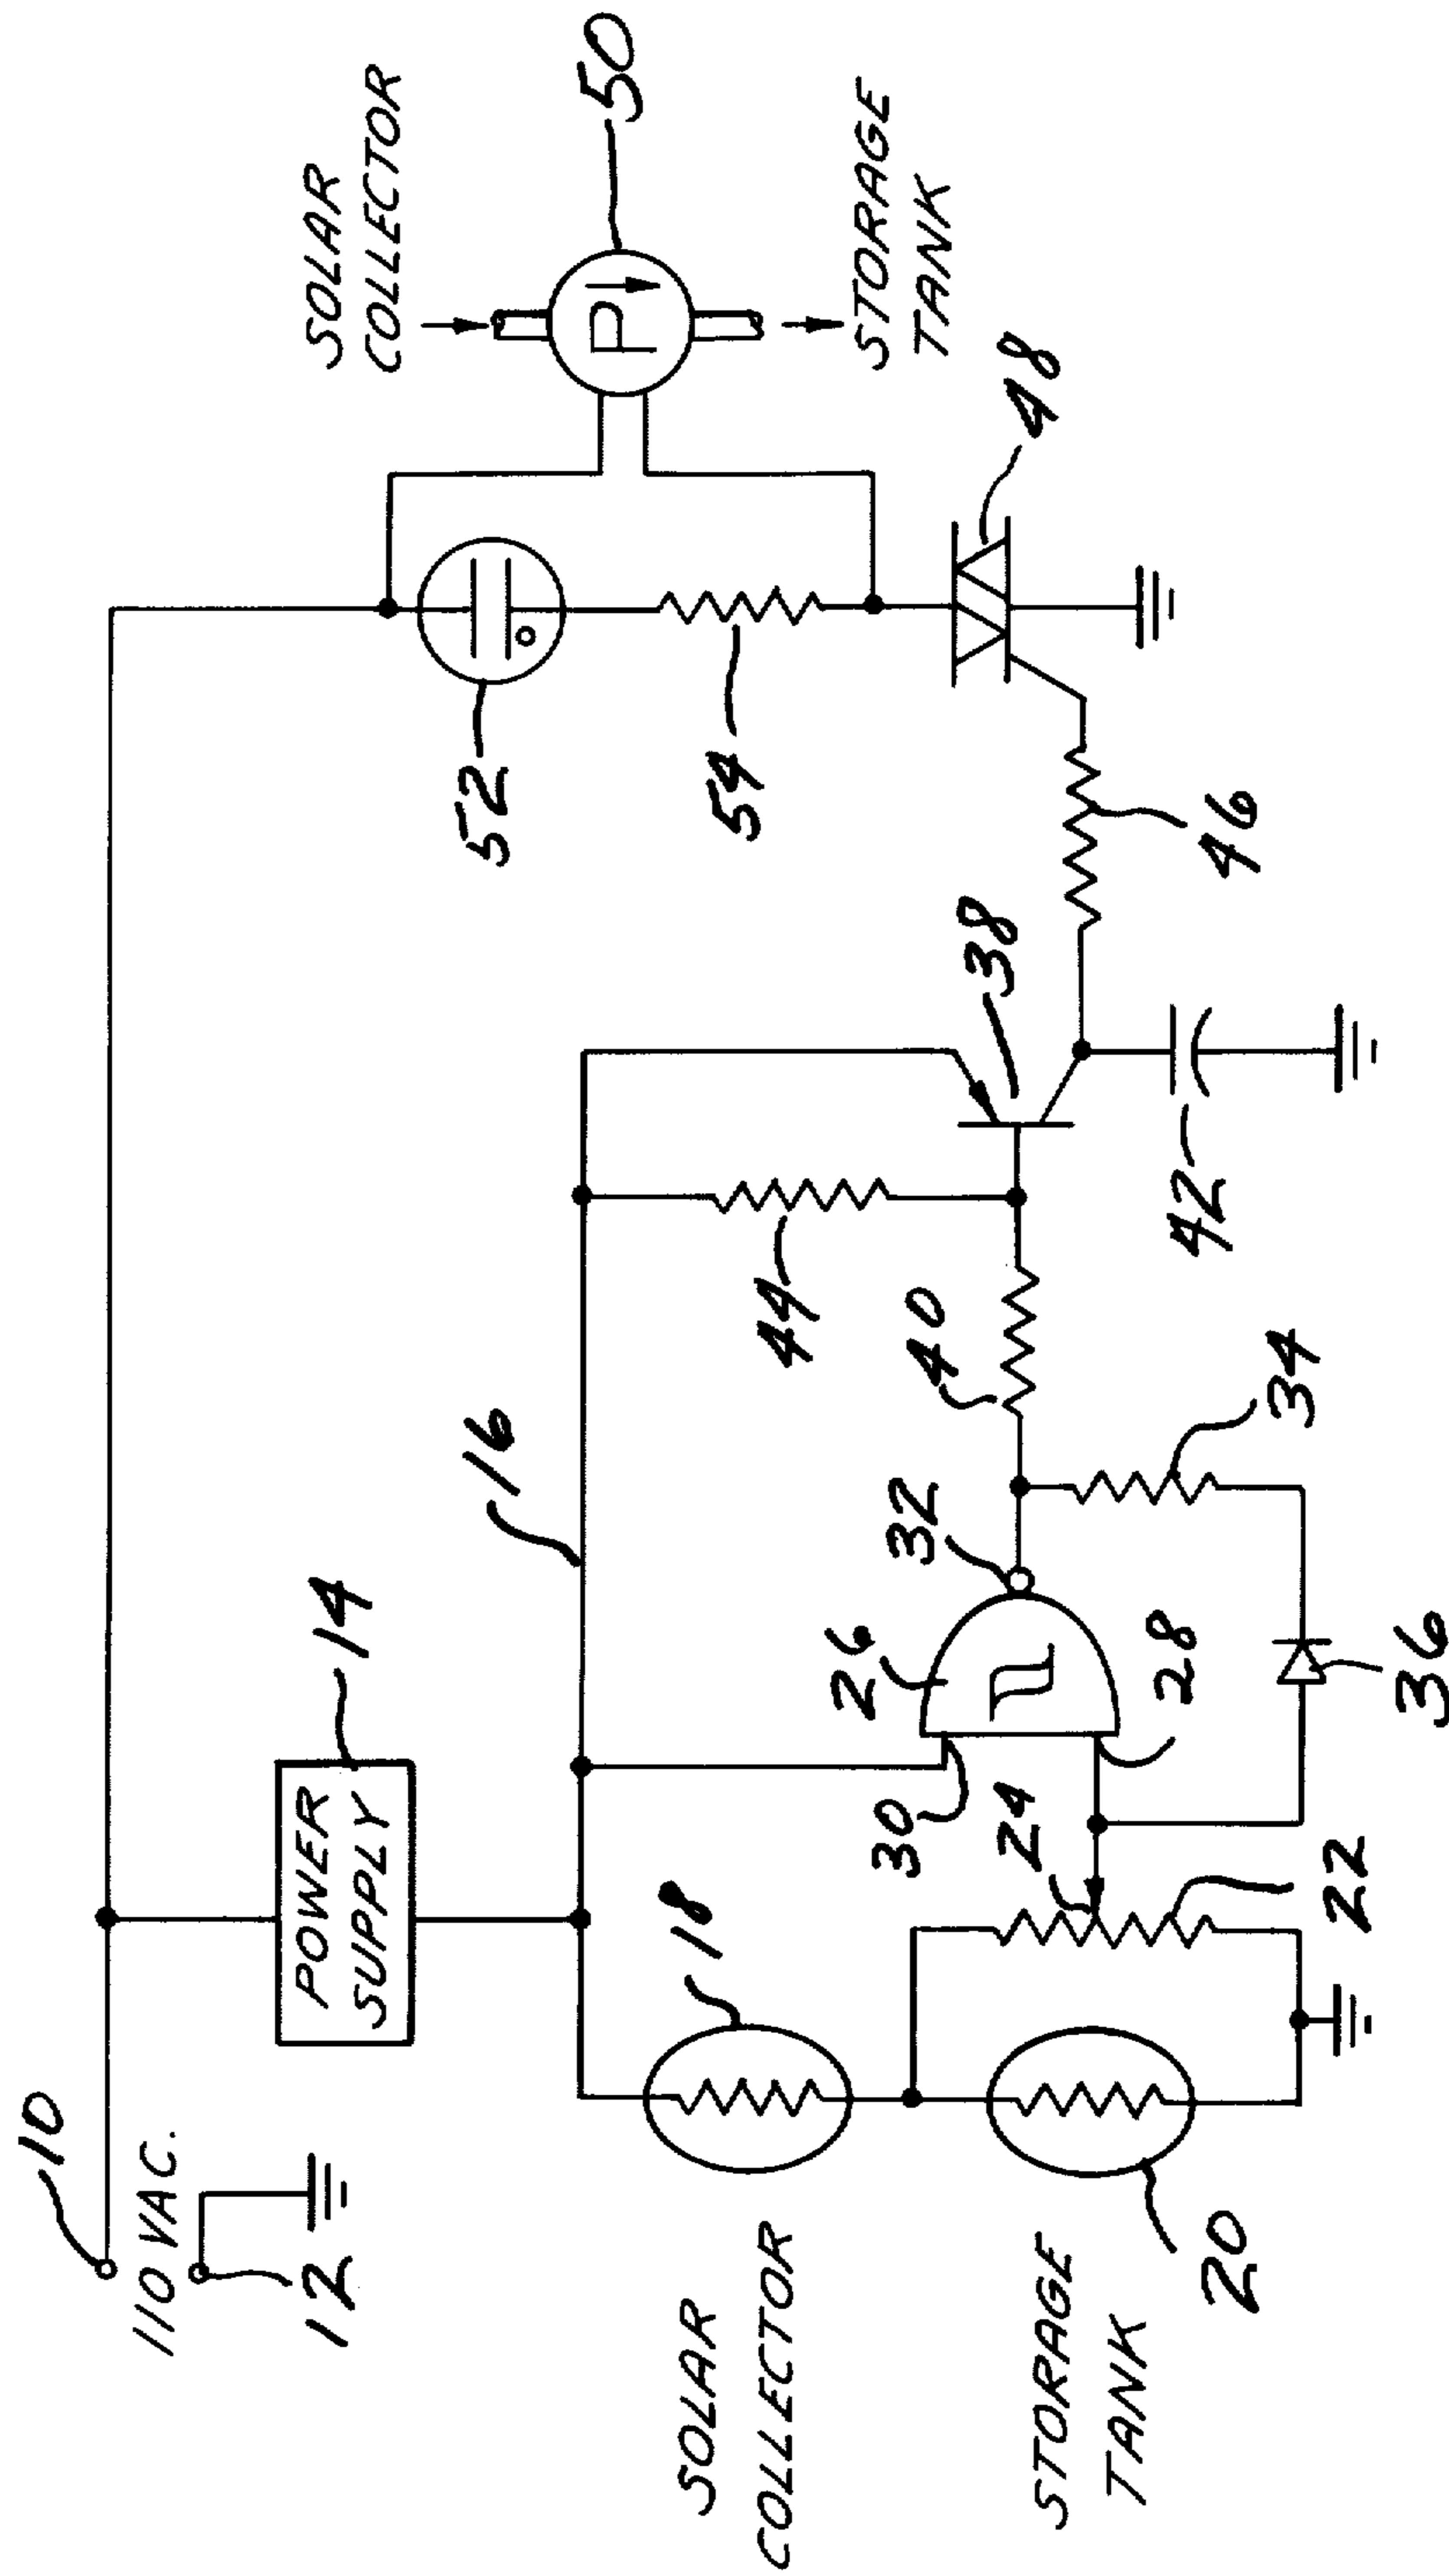 10
110 VAC.
12
POWER
SUPPLY
14
16
SOLAR
COLLECTOR
18
STORAGE
TANK
20
22
24
26
28
30
32
34
36
38
40
42
44
46
48
50
52
54
P
SOLAR
COLLECTOR
STORAGE
TANK